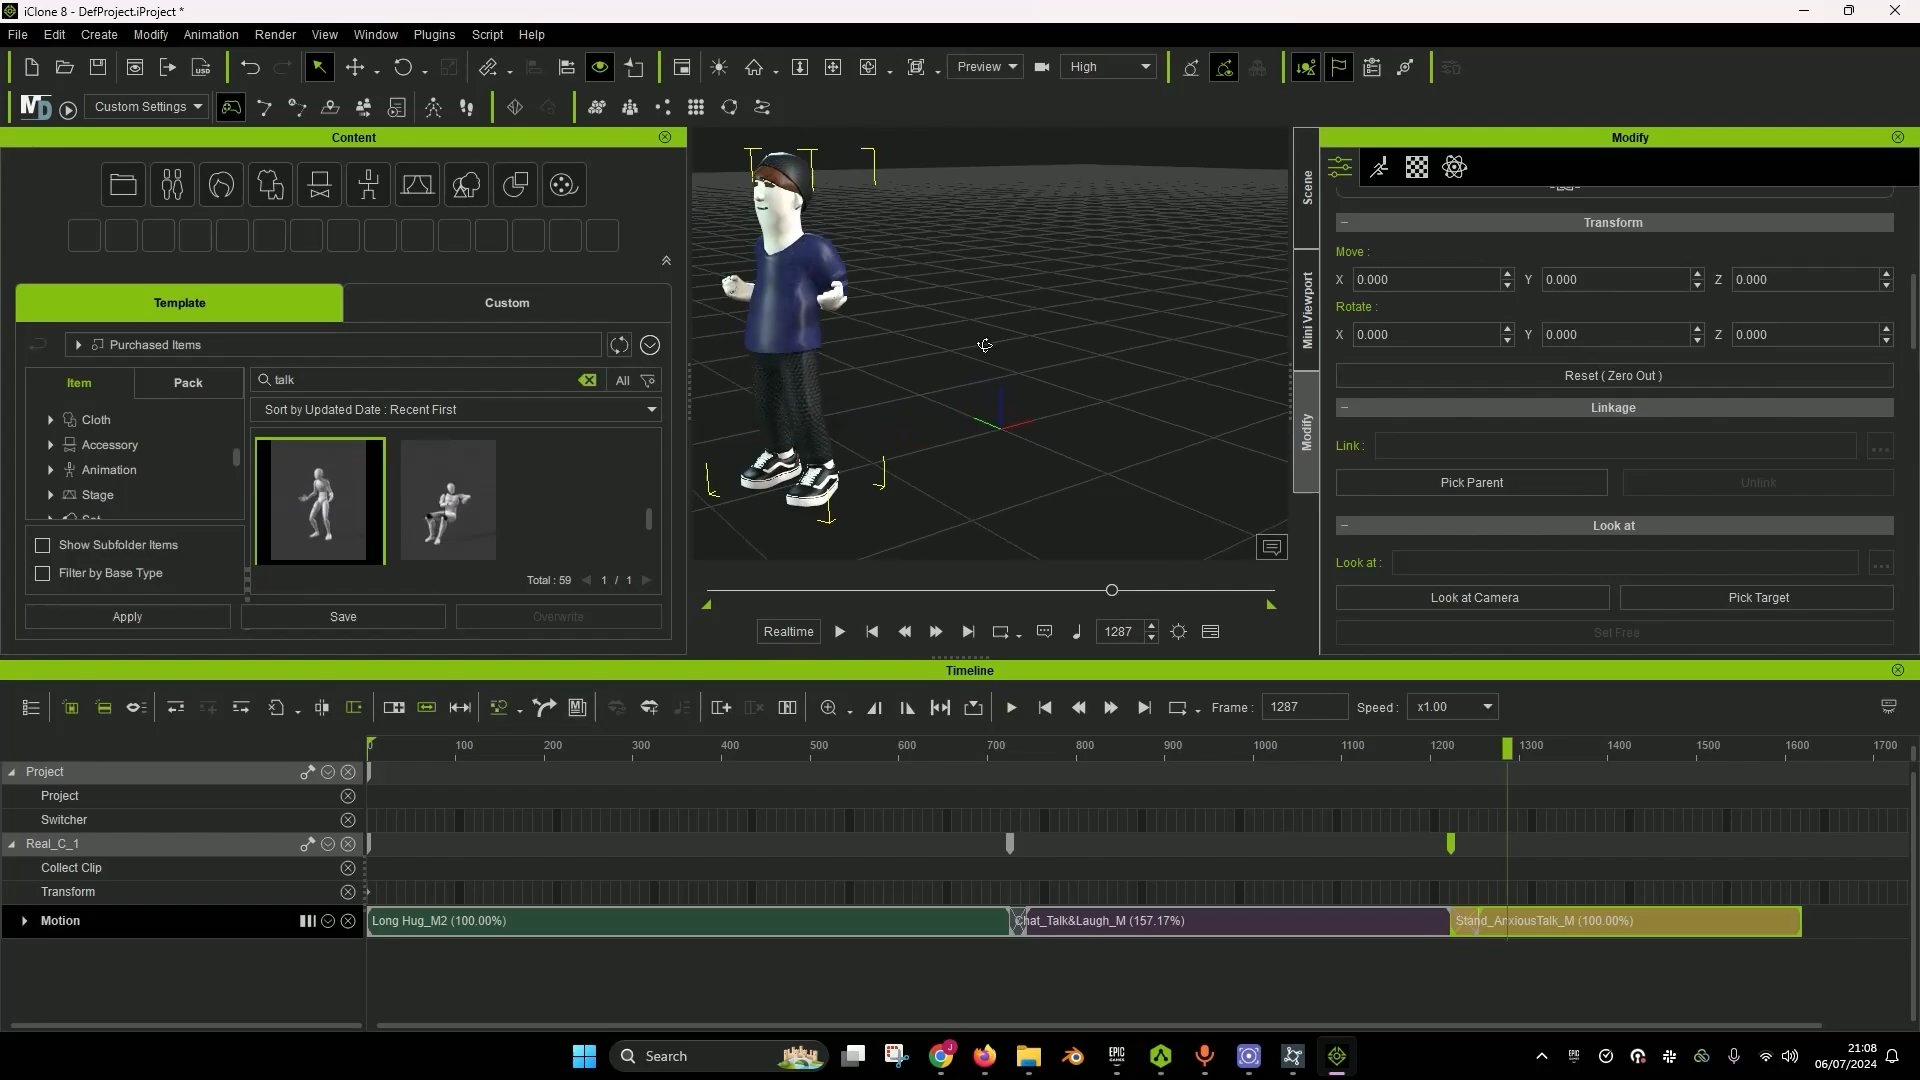 iClone 8 - DefProject.iProject *
File Edit Create Modify Animation Render View Window Plugins Script Help
Preview High
MD Custom Settings
Content
Modify
Template Custom
Purchased Items
Item Pack
talk
All
Cloth
Sort by Updated Date : Recent First
Accessory
Animation
Stage
Show Subfolder Items
Filter by Base Type
Total : 59 1 / 1
Apply Save Overwrite
Scene
Mini Viewport
Modify
Transform
Move :
X 0.000 Y 0.000 Z 0.000
Rotate :
X 0.000 Y 0.000 Z 0.000
Reset ( Zero Out )
Linkage
Link : ...
Pick Parent Unlink
Look at
Look at : ...
Look at Camera Pick Target
Set Free
Realtime 1287
Timeline
Frame : 1287 Speed : x1.00
0 100 200 300 400 500 600 700 800 900 1000 1100 1200 1300 1400 1500 1600 1700
Project
Project
Switcher
Real_C_1
Collect Clip
Transform
Motion Long Hug_M2 (100.00%) Chat_Talk&Laugh_M (157.17%) Stand_AnxiousTalk_M (100.00%)
Search
EPIC GAMES
21:08
06/07/2024